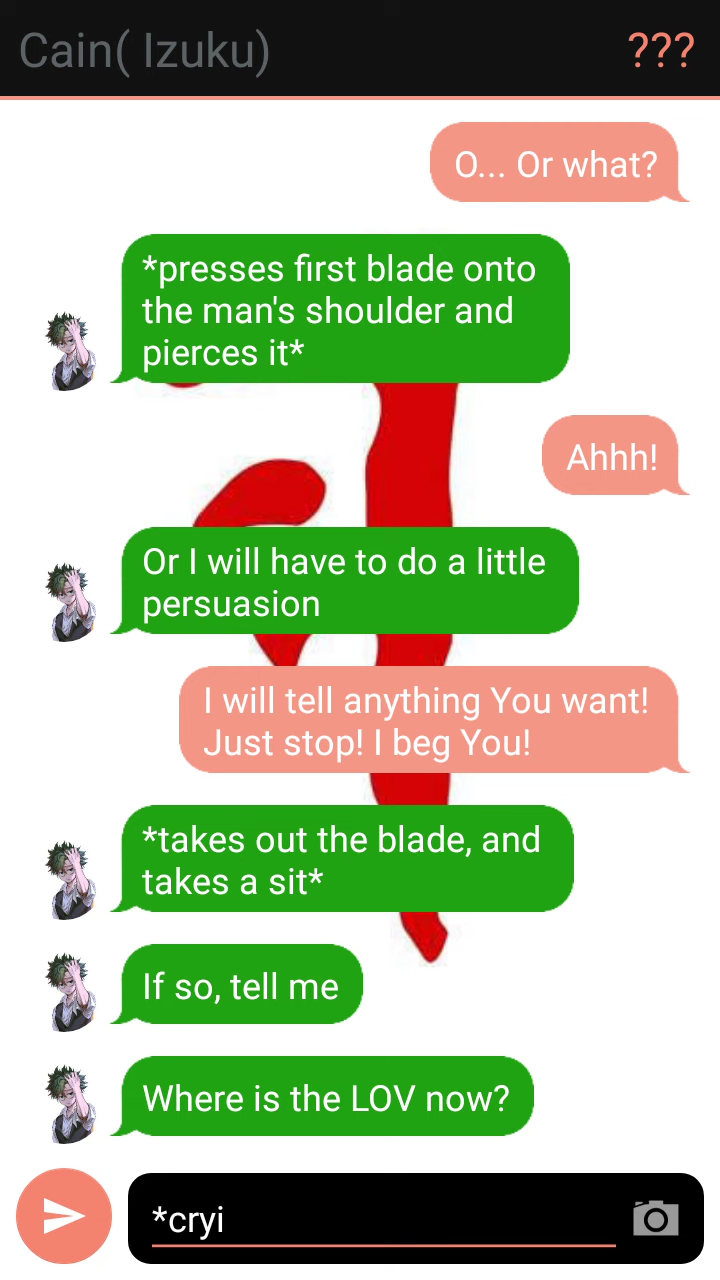 Cain( Izuku)
???
O... Or what?
*presses first blade onto
the man's shoulder and
pierces it*
Ahhh!
Or I will have to do a little
persuasion
I will tell anything You want!
Just stop! I beg You!
*takes out the blade, and
takes a sit*
If so, tell me
Where is the LOV now?
*cryi